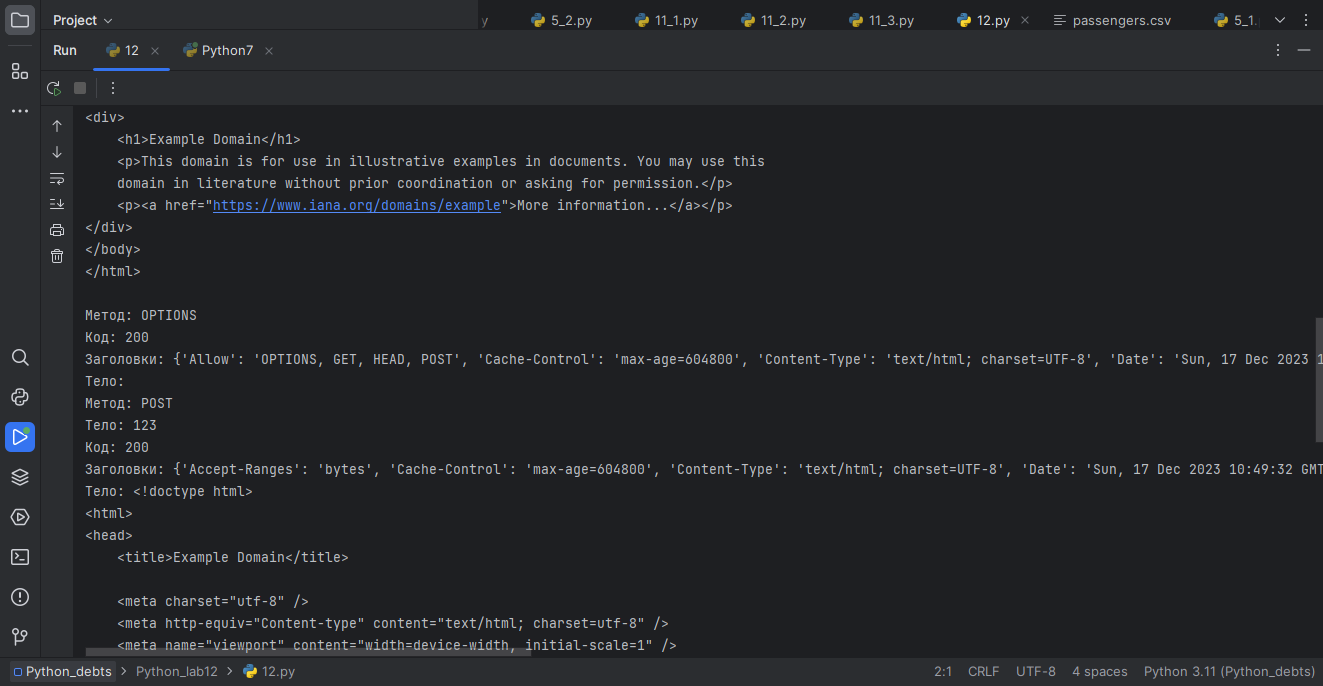 Project
y
5_2.py
11_1.py
11_2.py
11_3.py
12.py
passengers.csv
5_1.
Run
12
Python7
<div>
<h1>Example Domain</h1>
<p>This domain is for use in illustrative examples in documents. You may use this
domain in literature without prior coordination or asking for permission.</p>
<p><a href="https://www.iana.org/domains/example">More information...</a></p>
</div>
</body>
</html>
Метод: OPTIONS
Код: 200
Заголовки: {'Allow': 'OPTIONS, GET, HEAD, POST', 'Cache-Control': 'max-age=604800', 'Content-Type': 'text/html; charset=UTF-8', 'Date': 'Sun, 17 Dec 2023 1
Тело:
Метод: POST
Тело: 123
Код: 200
Заголовки: {'Accept-Ranges': 'bytes', 'Cache-Control': 'max-age=604800', 'Content-Type': 'text/html; charset=UTF-8', 'Date': 'Sun, 17 Dec 2023 10:49:32 GMT
Тело: <!doctype html>
<html>
<head>
<title>Example Domain</title>
<meta charset="utf-8" />
<meta http-equiv="Content-type" content="text/html; charset=utf-8" />
<meta name="viewport" content="width=device-width, initial-scale=1" />
Python_debts
Python_lab12
12.py
2:1
CRLF
UTF-8
4 spaces
Python 3.11 (Python_debts)